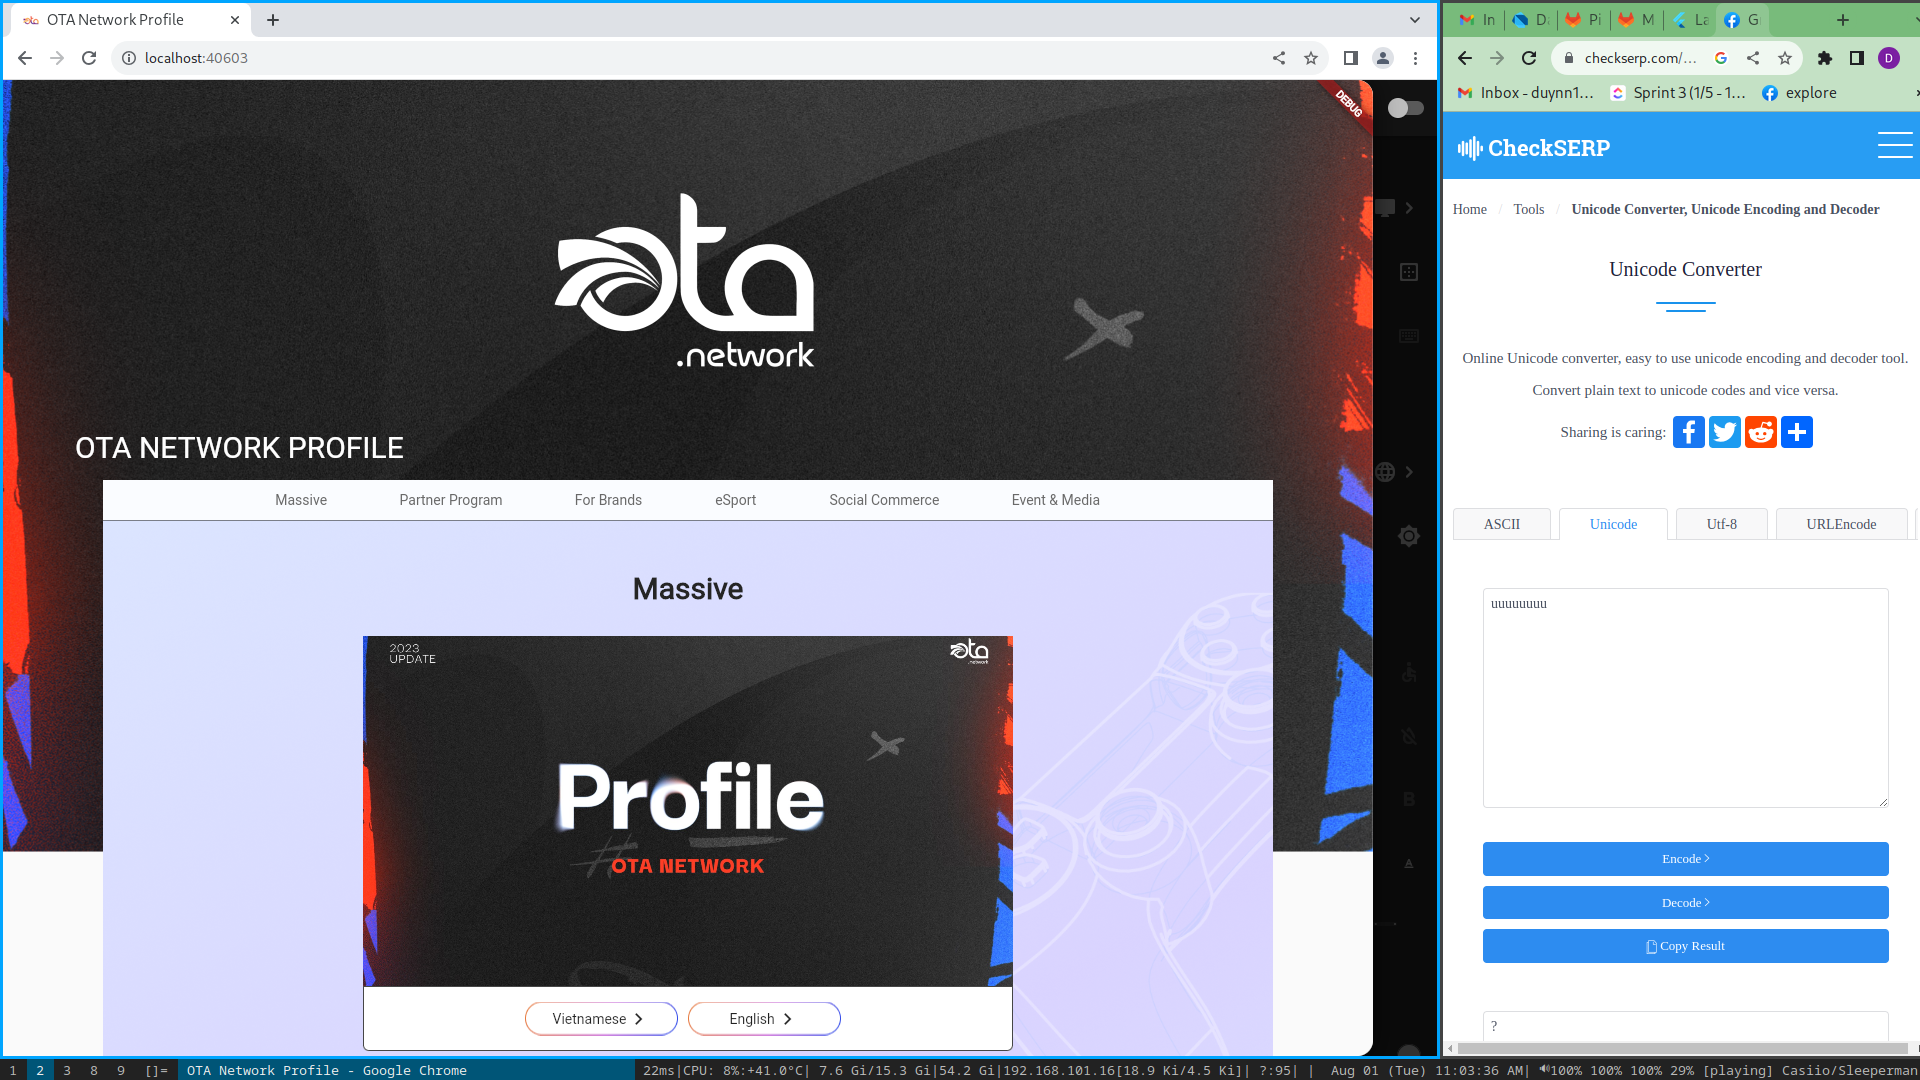 OTA Network Profile
localhost:40603
DEBUG
ota
.network
OTA NETWORK PROFILE
Massive
Partner Program
For Brands
eSport
Social Commerce
Event & Media
Massive
2023
UPDATE
ota
.network
Profile
OTA NETWORK
Vietnamese
English
In
D
Pi
M
La
G
checkserp.com/...
D
Inbox - duynn1...
Sprint 3 (1/5 - 1...
explore
CheckSERP
Home / Tools / Unicode Converter, Unicode Encoding and Decoder
Unicode Converter
Online Unicode converter, easy to use unicode encoding and decoder tool.
Convert plain text to unicode codes and vice versa.
Sharing is caring:
ASCII
Unicode
Utf-8
URLEncode
uuuuuuuu
Encode
Decode
Copy Result
?
1 2 3 8 9 []= OTA Network Profile - Google Chrome
22ms|CPU: 8%:+41.0°C| 7.6 Gi/15.3 Gi|54.2 Gi|192.168.101.16[18.9 Ki/4.5 Ki]| ?:95| | Aug 01 (Tue) 11:03:36 AM| 100% 100% 100% 29% [playing] Casiio/Sleeperman